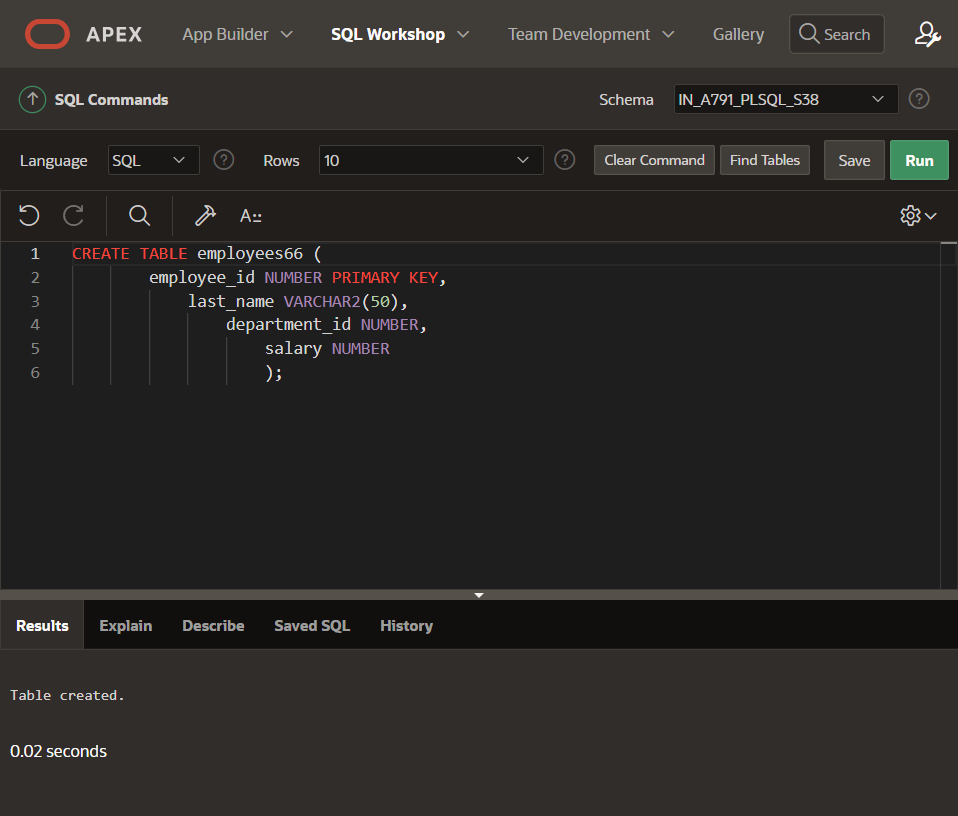 APEX App Builder SQL Workshop Team Development Gallery Search
SQL Commands Schema IN_A791_PLSQL_S38 ?
Language SQL ? Rows 10 ? Clear Command Find Tables Save Run
A::
1 CREATE TABLE employees66 (
2 employee_id NUMBER PRIMARY KEY,
3 last_name VARCHAR2(50),
4 department_id NUMBER,
5 salary NUMBER
6 );
Results Explain Describe Saved SQL History
Table created.
0.02 seconds